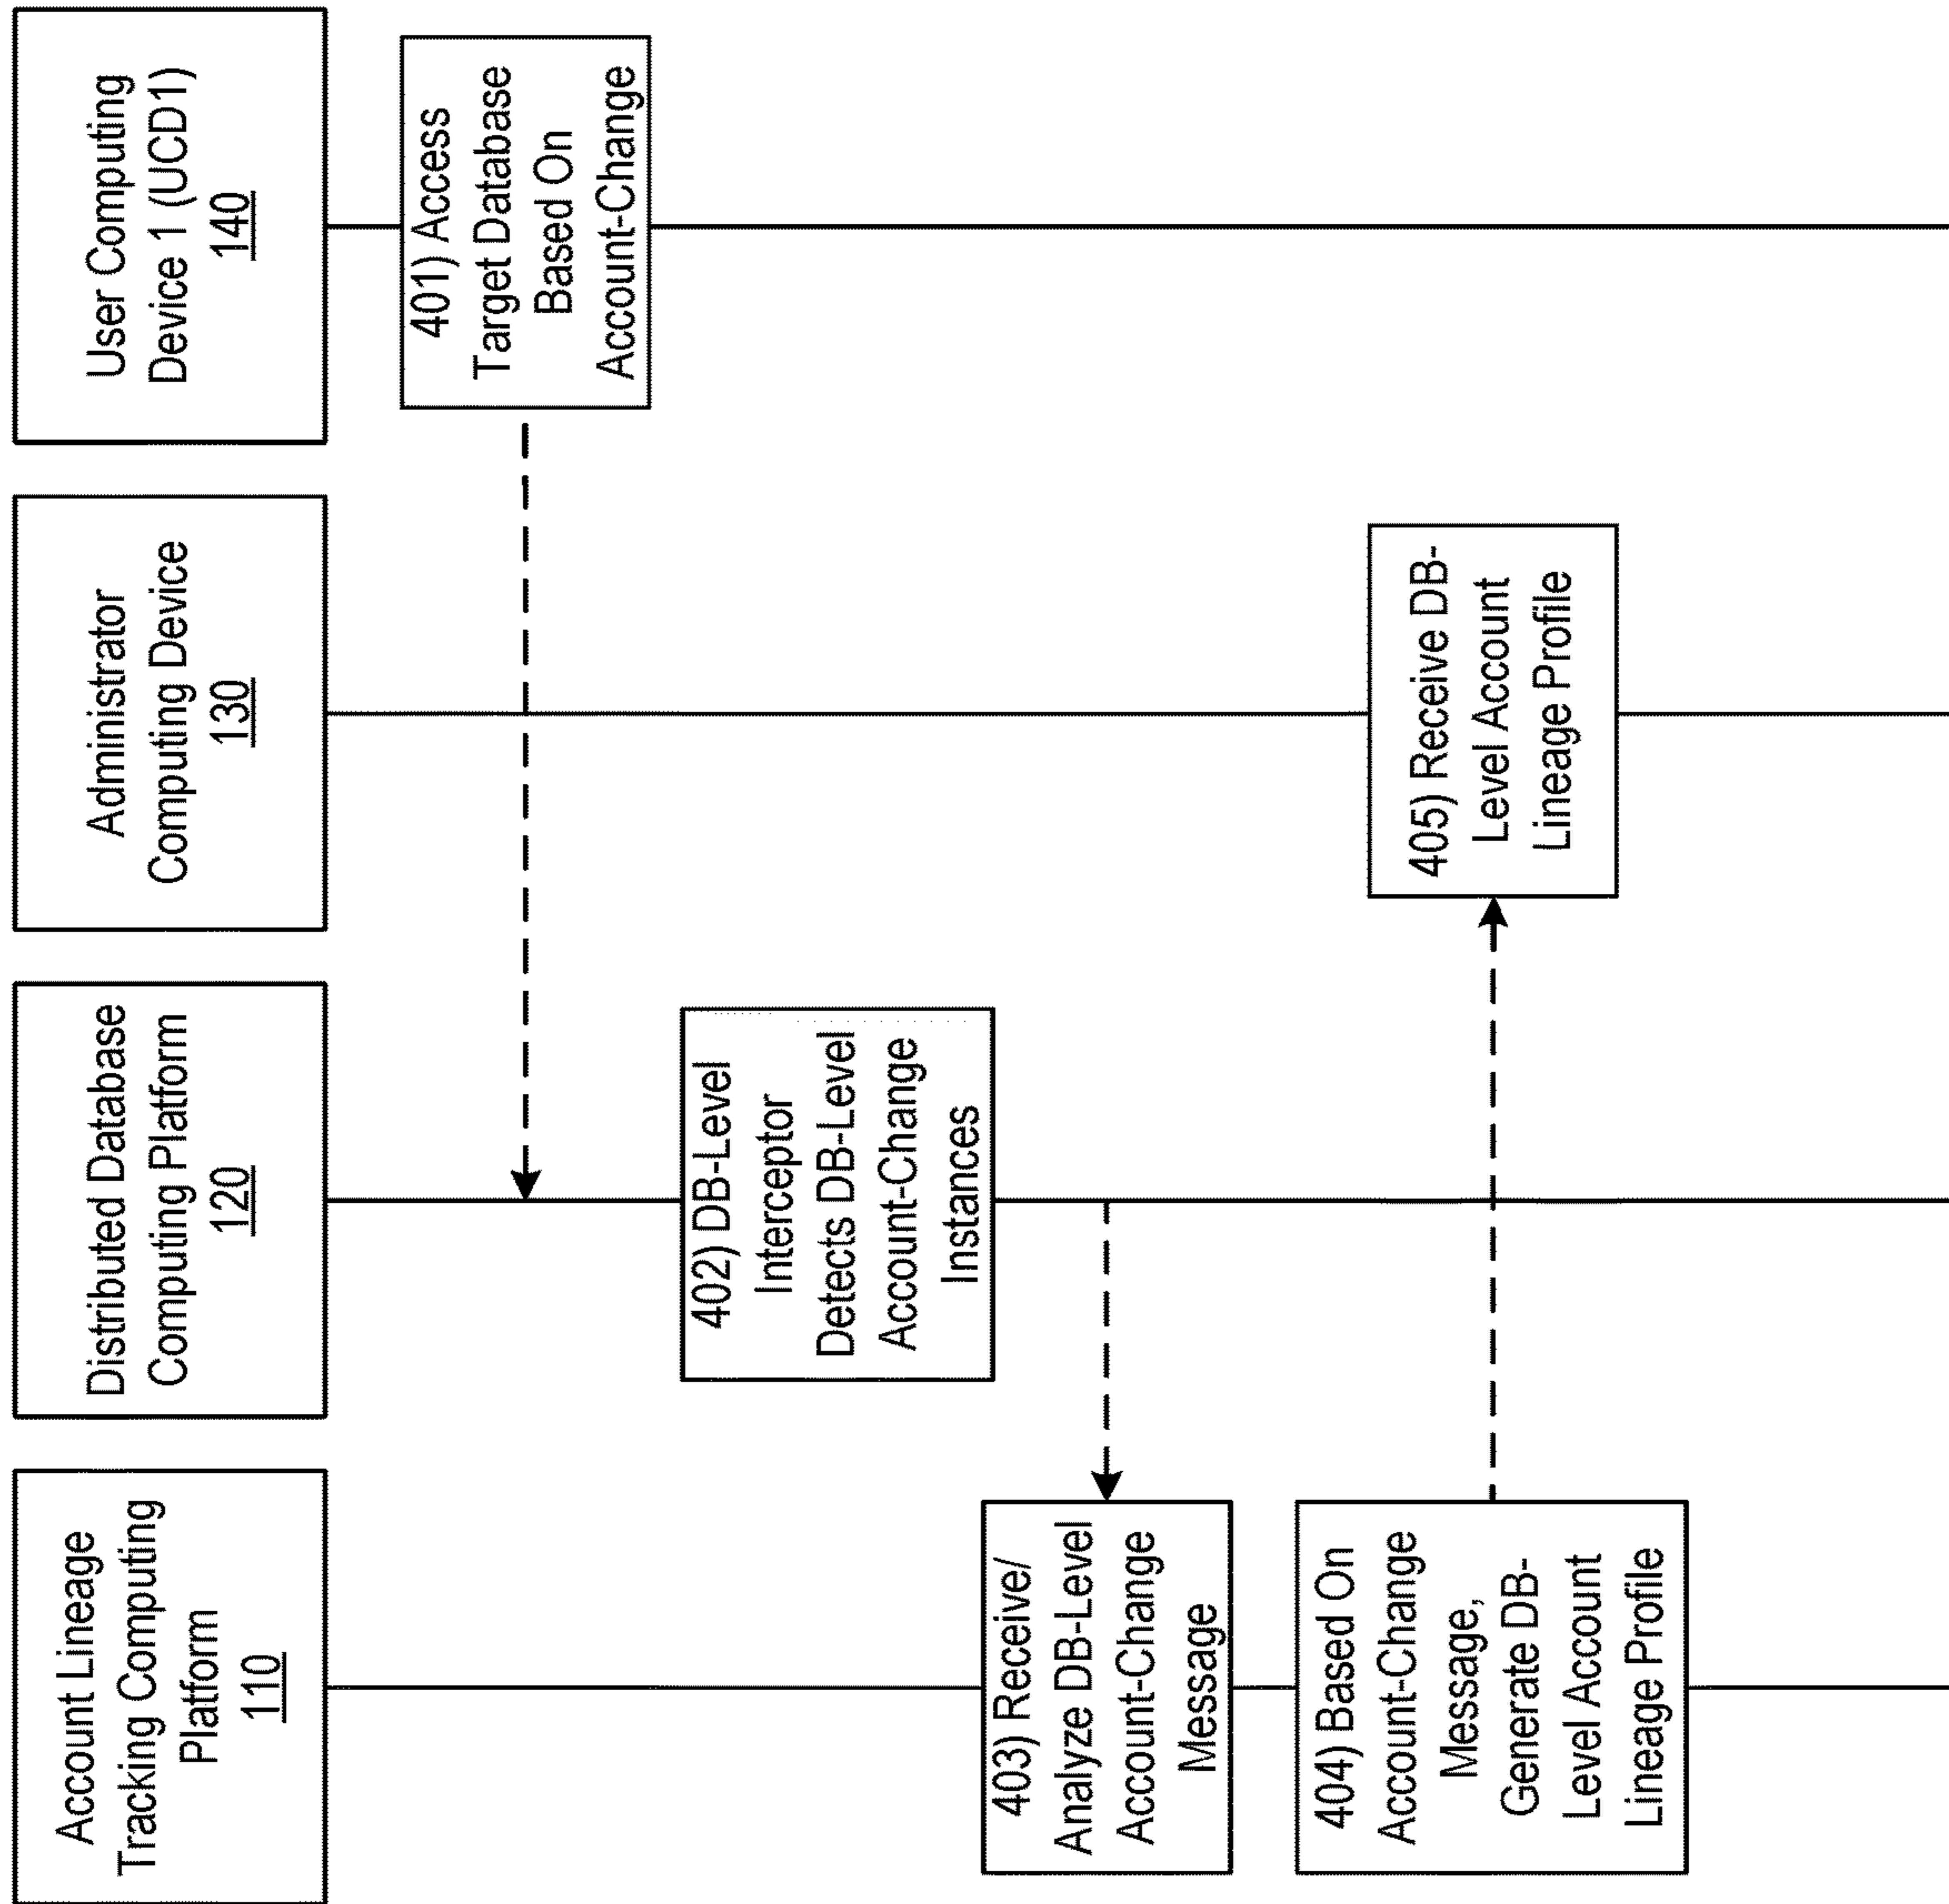 Account Lineage
Tracking Computing
Platform
110
Distributed Database
Computing Platform
120
Administrator
Computing Device
130
User Computing
Device 1 (UCD1)
140
401) Access
Target Database
Based On
Account-Change
402) DB-Level
Interceptor
Detects DB-Level
Account-Change
Instances
403) Receive/
Analyze DB-Level
Account-Change
Message
404) Based On
Account-Change
Message,
Generate DB-
Level Account
Lineage Profile
405) Receive DB-
Level Account
Lineage Profile